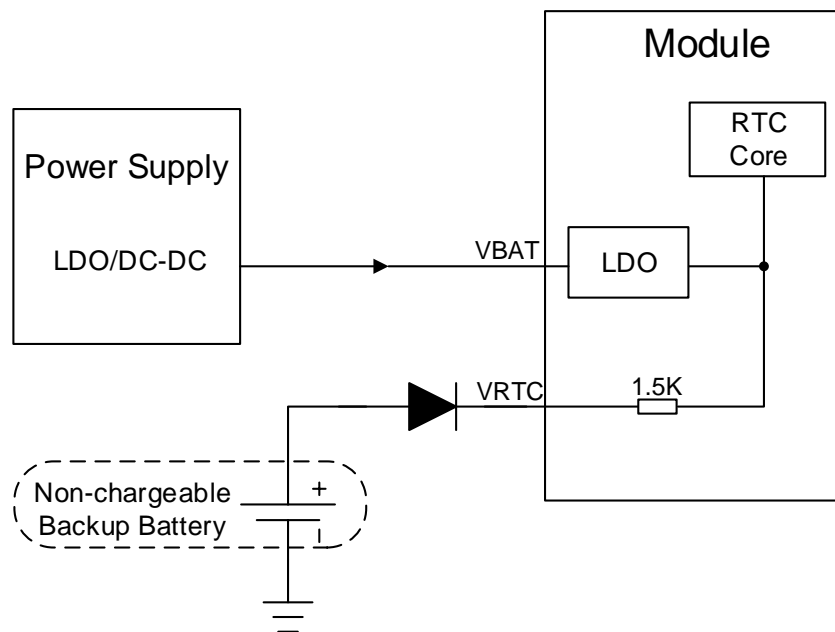 Module
RTC
Core
Power Supply
LDO/DC-DC
VBAT
LDO
VRTC
1.5K
Non-chargeable
Backup Battery
+